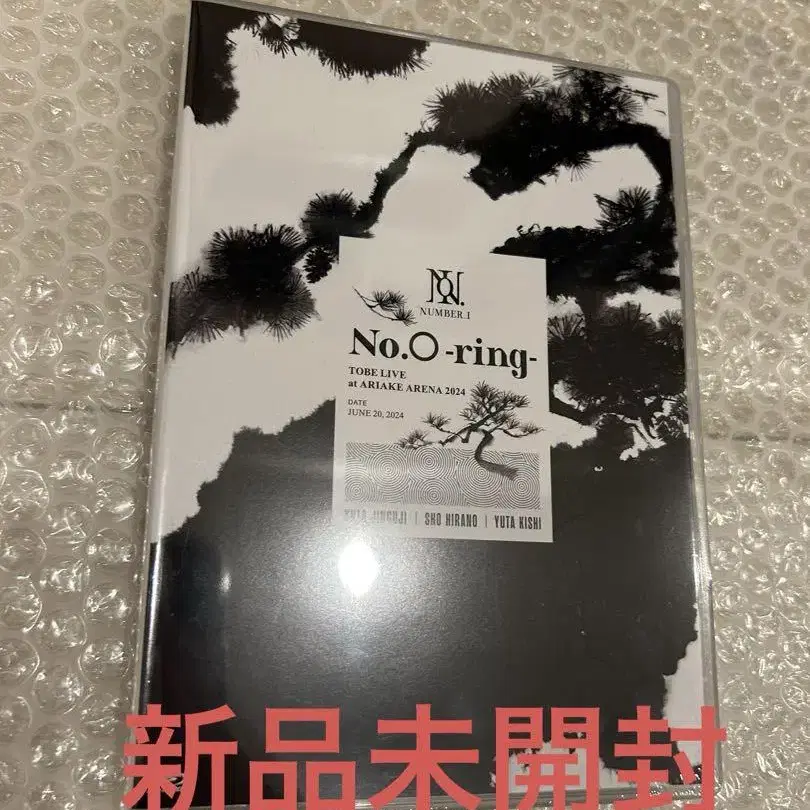 NO.
NUMBER_I
No.O -ring-
TOBE LIVE
at ARIAKE ARENA 2024
DATE
JUNE 20, 2024
YUTA JINGUJI | SHO HIRANO | YUTA KISHI
新品未開封